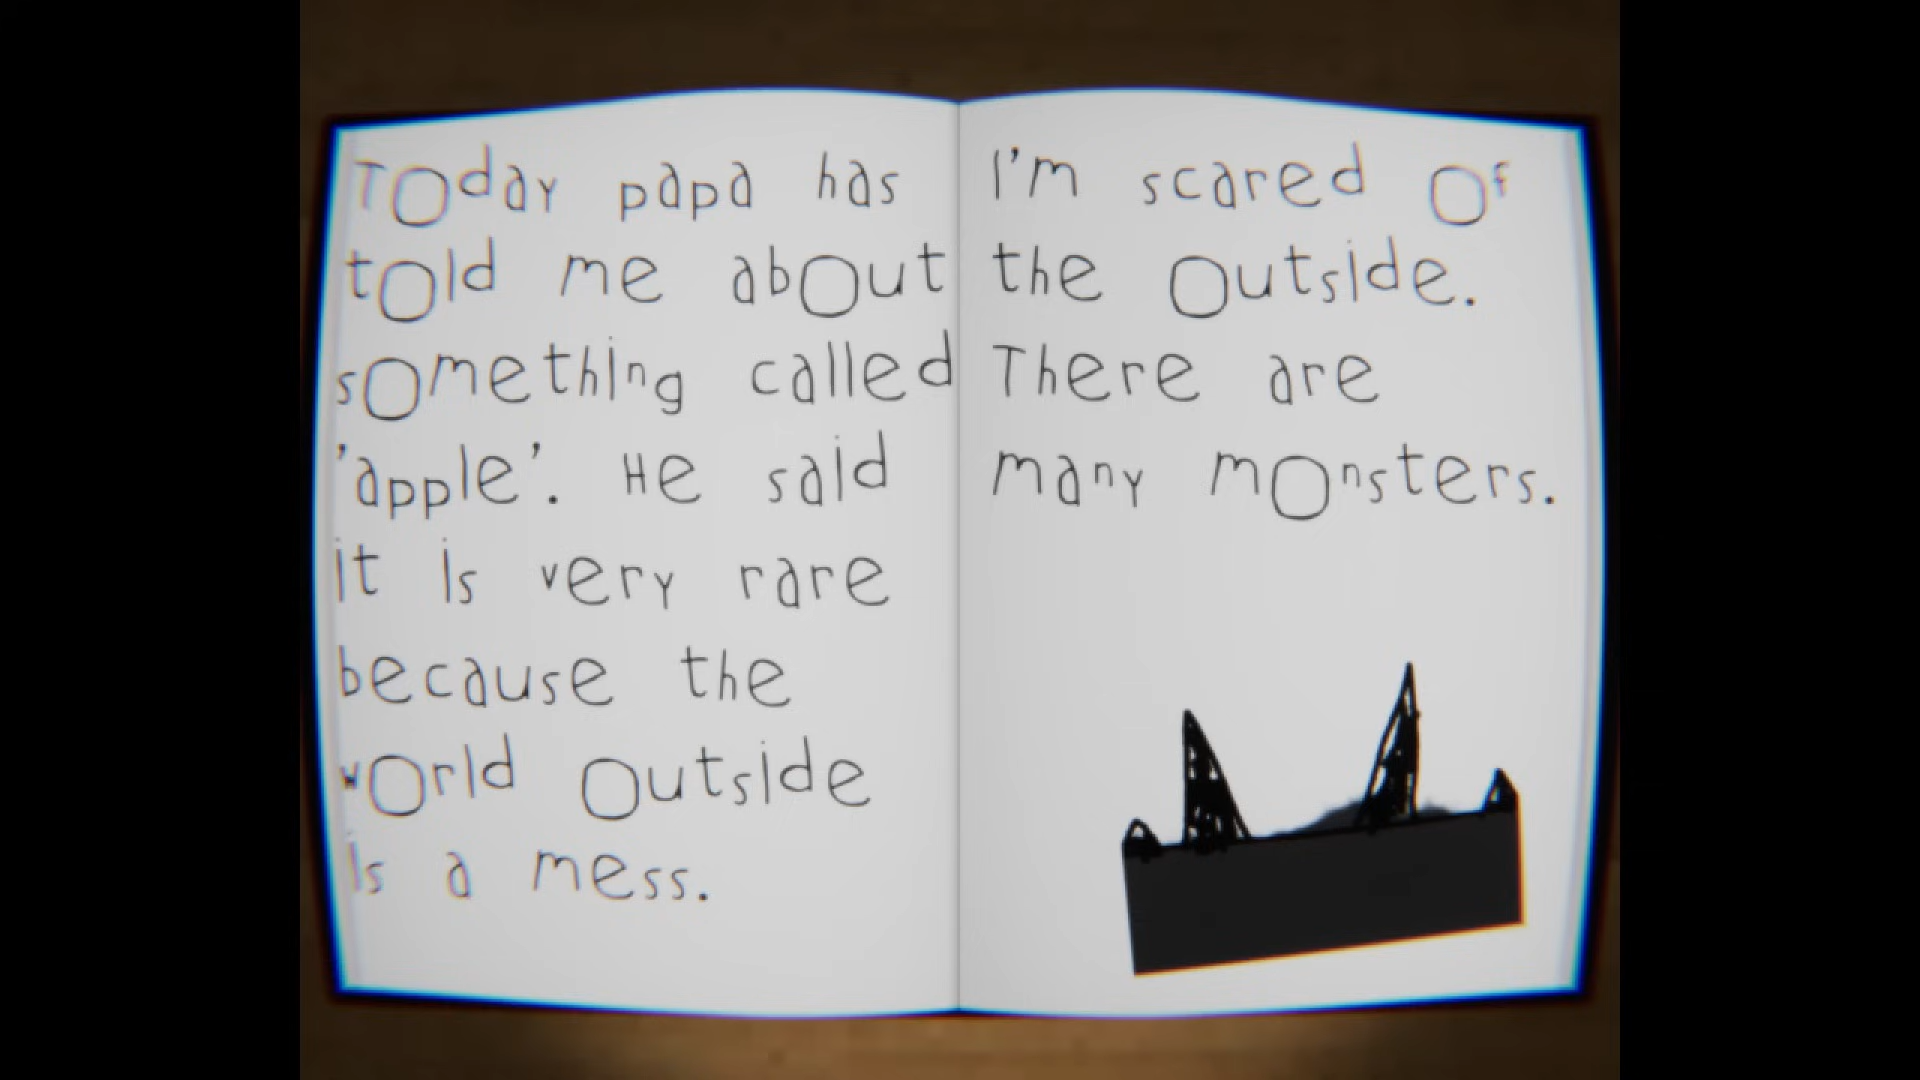 Today papa has
told me about
something called
'apple'. He said
it is very rare
because the
world outside
is a mess.
I'm scared of
the outside.
There are
many monsters.